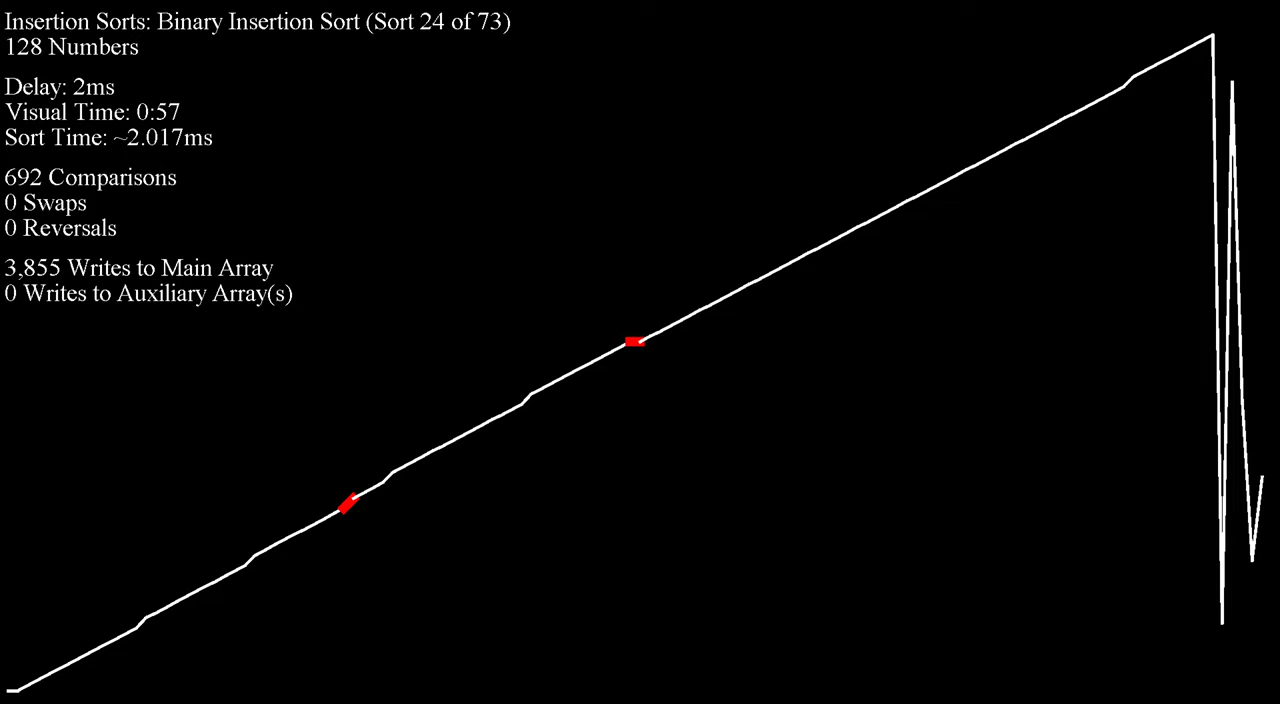 Insertion Sorts: Binary Insertion Sort (Sort 24 of 73)
128 Numbers
Delay: 2ms
Visual Time: 0:57
Sort Time: ~2.017ms
692 Comparisons
0 Swaps
0 Reversals
3,855 Writes to Main Array
0 Writes to Auxiliary Array(s)